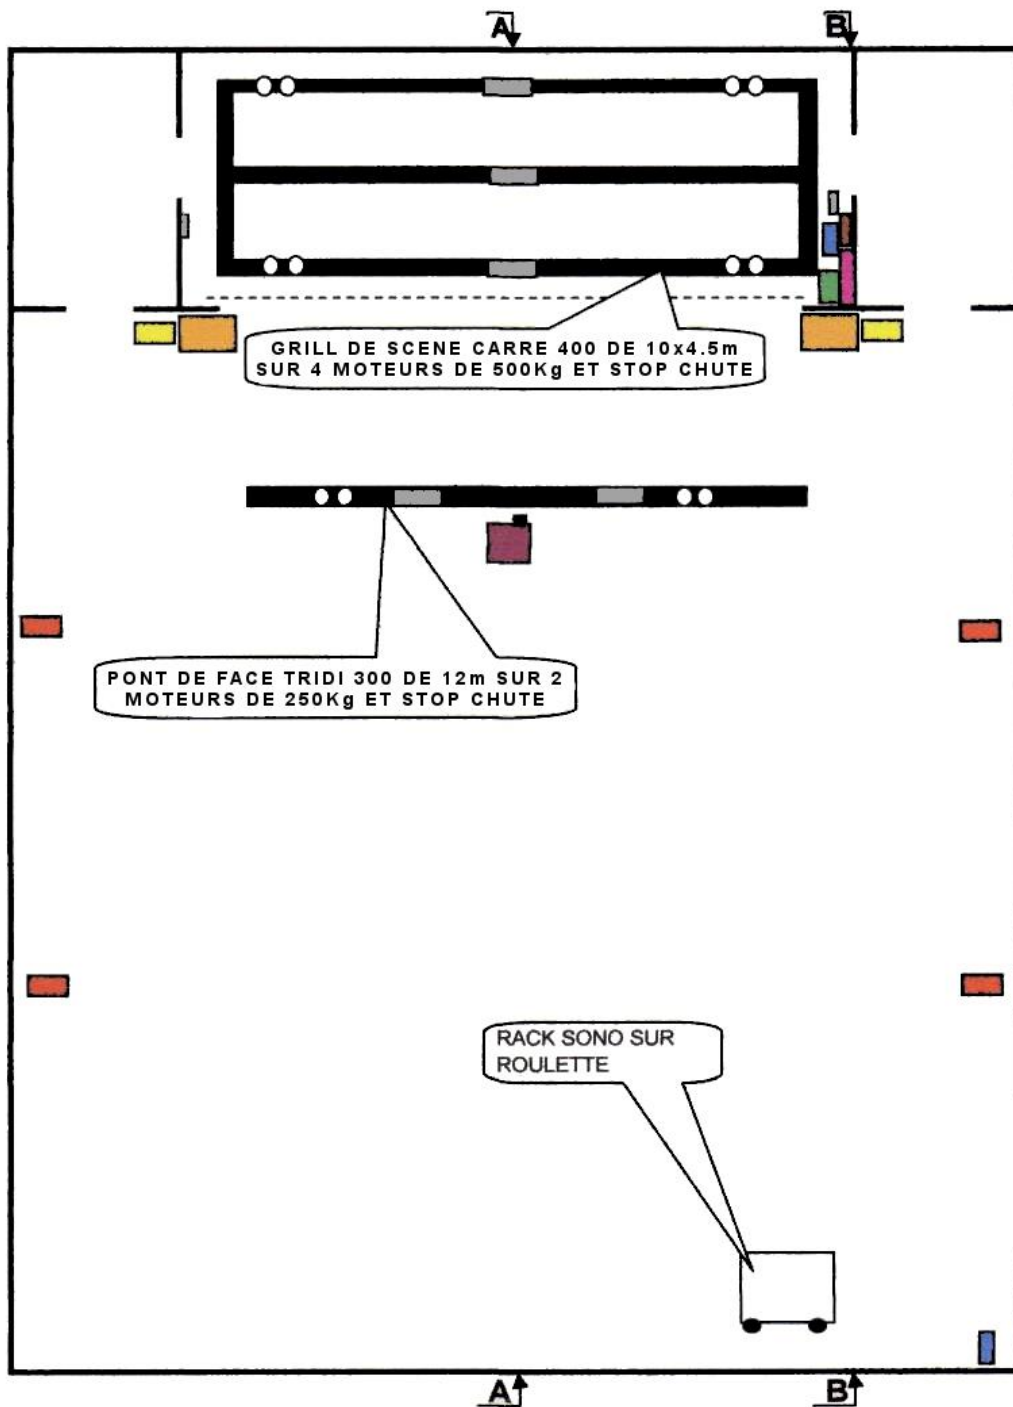 A
B
GRILL DE SCENE CARRE 400 DE 10x4.5m
SUR 4 MOTEURS DE 500Kg ET STOP CHUTE
PONT DE FACE TRIDI 300 DE 12m SUR 2
MOTEURS DE 250Kg ET STOP CHUTE
RACK SONO SUR
ROULETTE
A
B